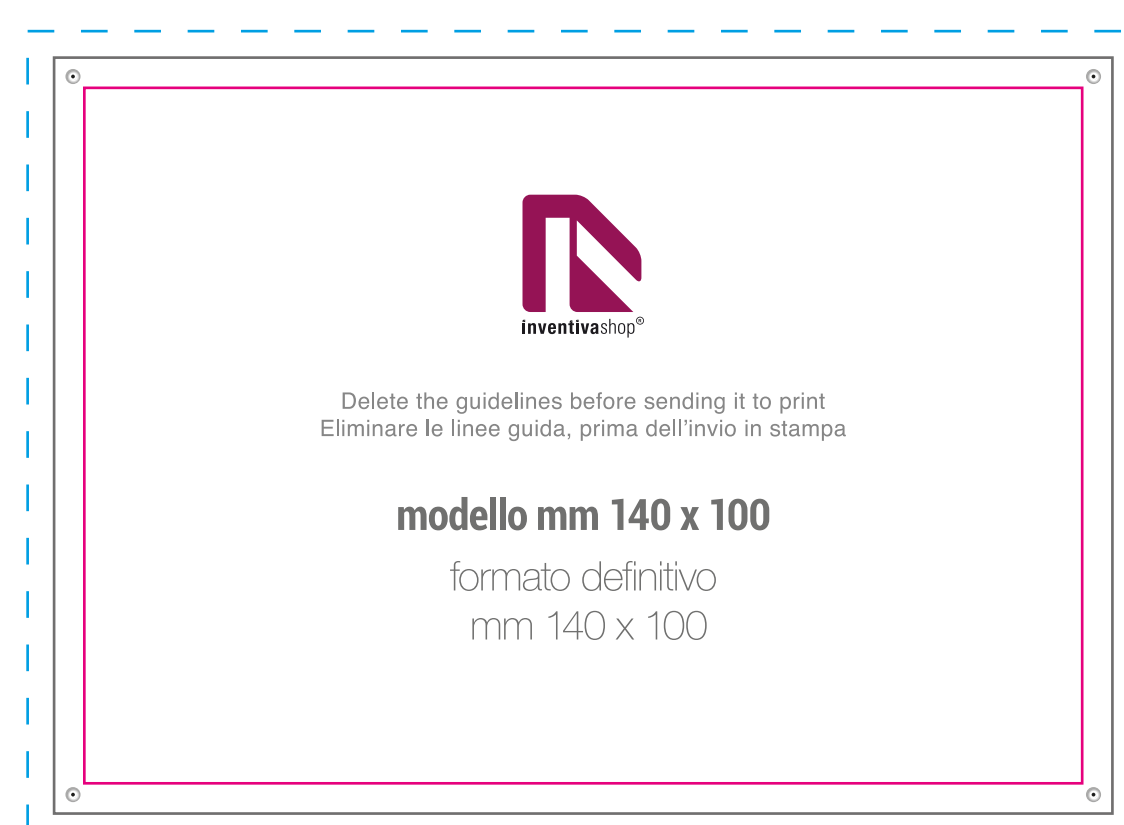 inventivashop®
Delete the guidelines before sending it to print
Eliminare le linee guida, prima dell'invio in stampa
modello mm 140 x 100
formato definitivo
mm 140 x 100